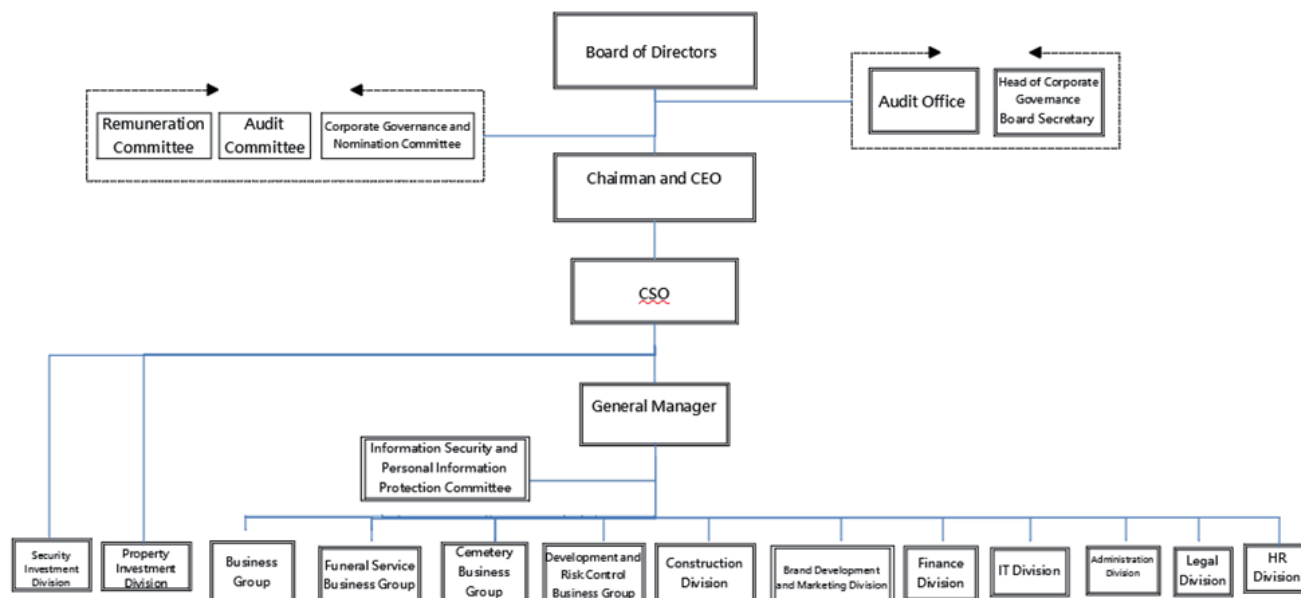 Board of Directors
Remuneration
Committee
Audit
Committee
Corporate Governance and
Nomination Committee
Audit Office
Head of Corporate
Governance
Board Secretary
Chairman and CEO
CSO
General Manager
Information Security and
Personal Information
Protection Committee
Security
Investment
Division
Property
Investment
Division
Business
Group
Funeral Service
Business Group
Cemetery
Business
Group
Development and
Risk Control
Business Group
Construction
Division
Brand Development
and Marketing Division
Finance
Division
IT Division
Administration
Division
Legal
Division
HR
Division